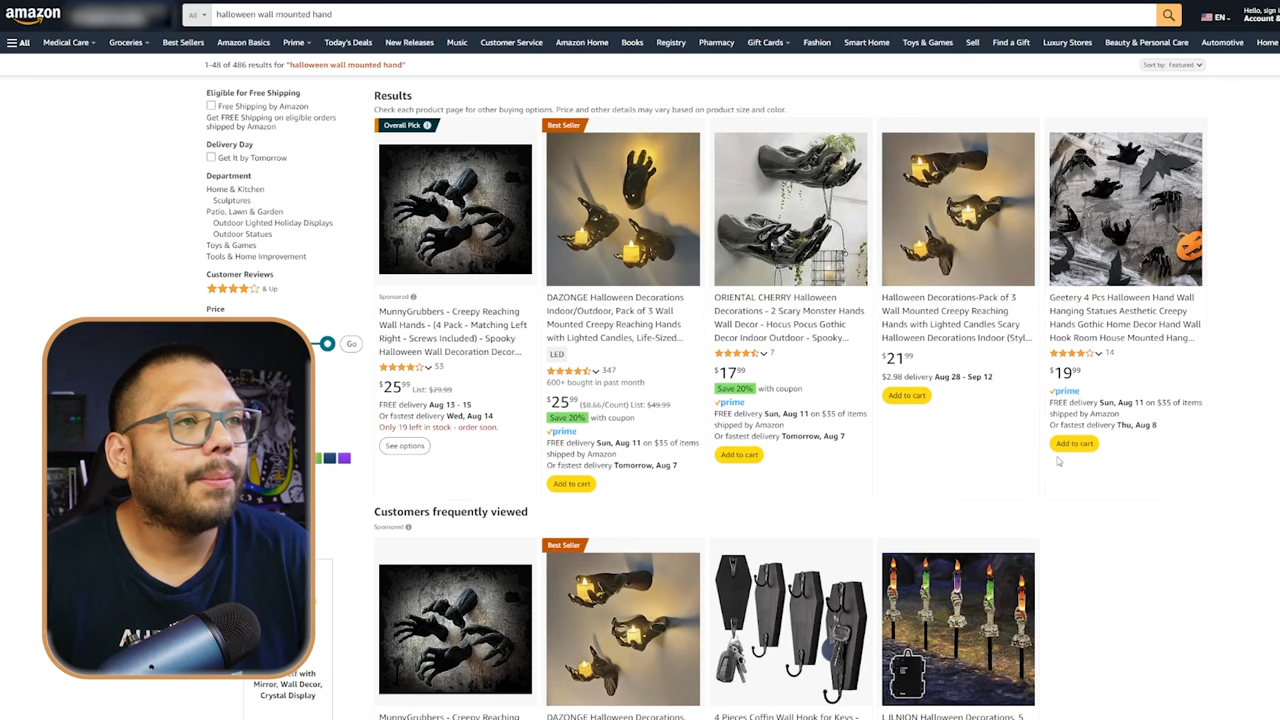 amazon
All
halloween wall mounted hand
EN
Hello, sign i
Account &
All
Medical Care
Groceries
Best Sellers
Amazon Basics
Prime
Today's Deals
New Releases
Music
Customer Service
Amazon Home
Books
Registry
Pharmacy
Gift Cards
Fashion
Smart Home
Toys & Games
Sell
Find a Gift
Luxury Stores
Beauty & Personal Care
Automotive
Home
1-48 of 486 results for "halloween wall mounted hand"
Sort by: Featured
Eligible for Free Shipping
Free Shipping by Amazon
Get FREE Shipping on eligible orders
shipped by Amazon
Delivery Day
Get It by Tomorrow
Department
Home & Kitchen
Sculptures
Patio, Lawn & Garden
Outdoor Lighted Holiday Displays
Outdoor Statues
Toys & Games
Tools & Home Improvement
Customer Reviews
& Up
Price
Go
Results
Check each product page for other buying options. Price and other details may vary based on product size and color.
Overall Pick
Sponsored
MunnyGrubbers - Creepy Reaching
Wall Hands - (4 Pack - Matching Left
Right - Screws Included) - Spooky
Halloween Wall Decoration Decor...
53
$25.99 List: $29.99
FREE delivery Aug 13 - 15
Or fastest delivery Wed, Aug 14
Only 19 left in stock - order soon.
See options
Best Seller
DAZONGE Halloween Decorations
Indoor/Outdoor, Pack of 3 Wall
Mounted Creepy Reaching Hands
with Lighted Candles, Life-Sized...
LED
347
600+ bought in past month
$25.99 ($8.66/Count) List: $49.99
Save 20% with coupon
prime
FREE delivery Sun, Aug 11 on $35 of items
shipped by Amazon
Or fastest delivery Tomorrow, Aug 7
Add to cart
ORIENTAL CHERRY Halloween
Decorations - 2 Scary Monster Hands
Wall Decor - Hocus Pocus Gothic
Decor Indoor Outdoor - Spooky...
7
$17.99
Save 20% with coupon
prime
FREE delivery Sun, Aug 11 on $35 of items
shipped by Amazon
Or fastest delivery Tomorrow, Aug 7
Add to cart
Halloween Decorations-Pack of 3
Wall Mounted Creepy Reaching
Hands with Lighted Candles Scary
Halloween Decorations Indoor (Styl...
$21.99
$2.98 delivery Aug 28 - Sep 12
Add to cart
Geetery 4 Pcs Halloween Hand Wall
Hanging Statues Aesthetic Creepy
Hands Gothic Home Decor Hand Wall
Hook Room House Mounted Hang...
14
$19.99
prime
FREE delivery Sun, Aug 11 on $35 of items
shipped by Amazon
Or fastest delivery Thu, Aug 8
Add to cart
Customers frequently viewed
Sponsored
Best Seller
MunnyGrubbers - Creepy Reaching
DAZONGE Halloween Decorations,
4 Pieces Coffin Wall Hook for Keys -
LJLNION Halloween Decorations, 5
elf with
Mirror, Wall Decor,
Crystal Display